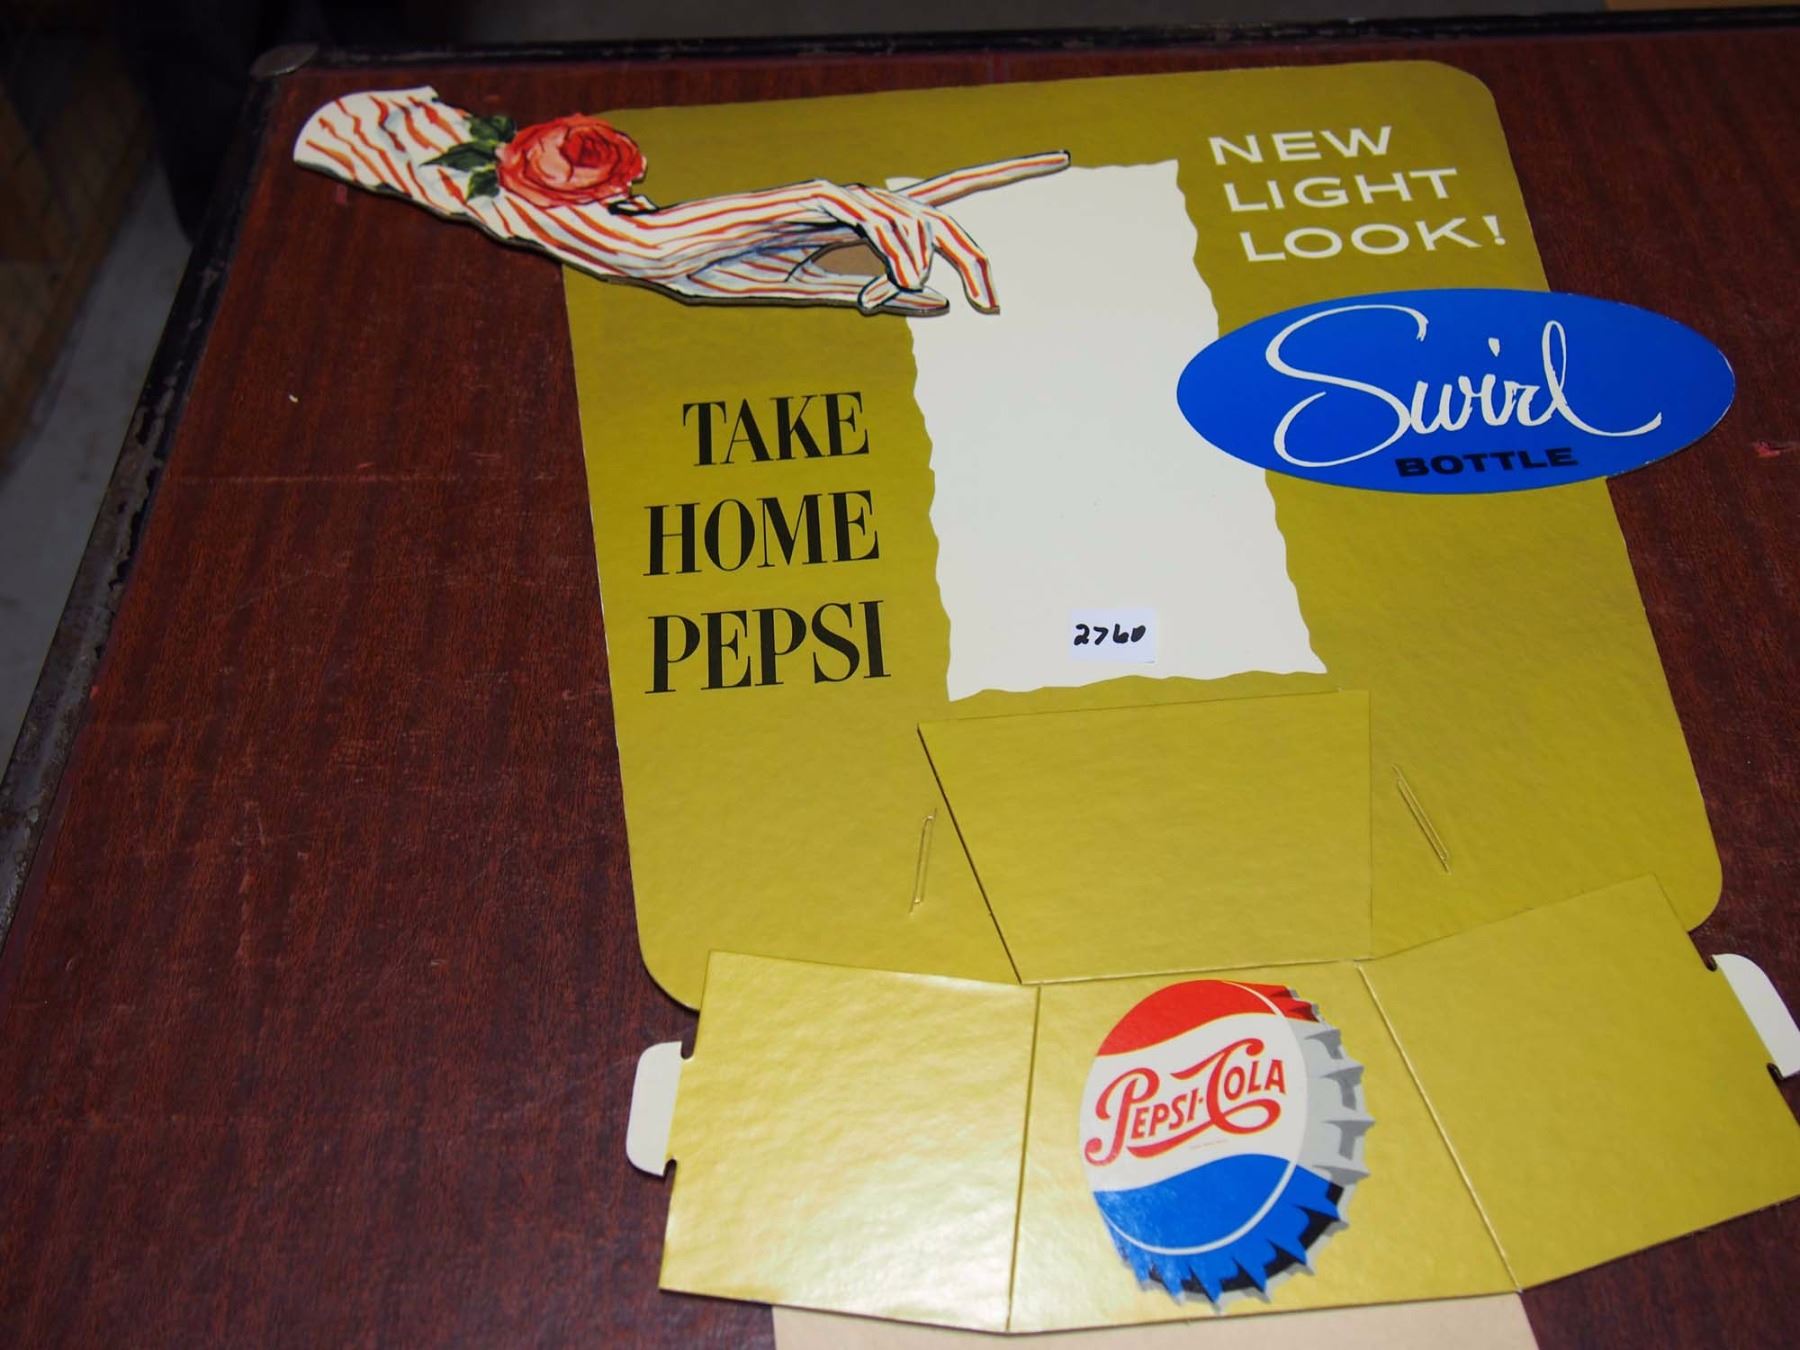 NEW
LIGHT
LOOK!
Swirl
BOTTLE
TAKE
HOME
PEPSI
2760
PEPSI-COLA